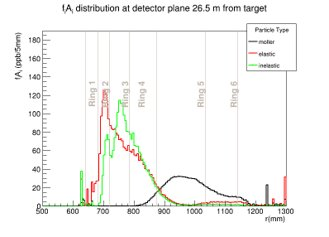 fᵢAᵢ distribution at detector plane 26.5 m from target
Particle Type
moller
elastic
inelastic
fᵢAᵢ (ppb/5mm)
180
160
140
120
100
80
60
40
20
0
Ring 1
Ring 2
Ring 3
Ring 4
Ring 5
Ring 6
500 600 700 800 900 1000 1100 1200 1300
r(mm)